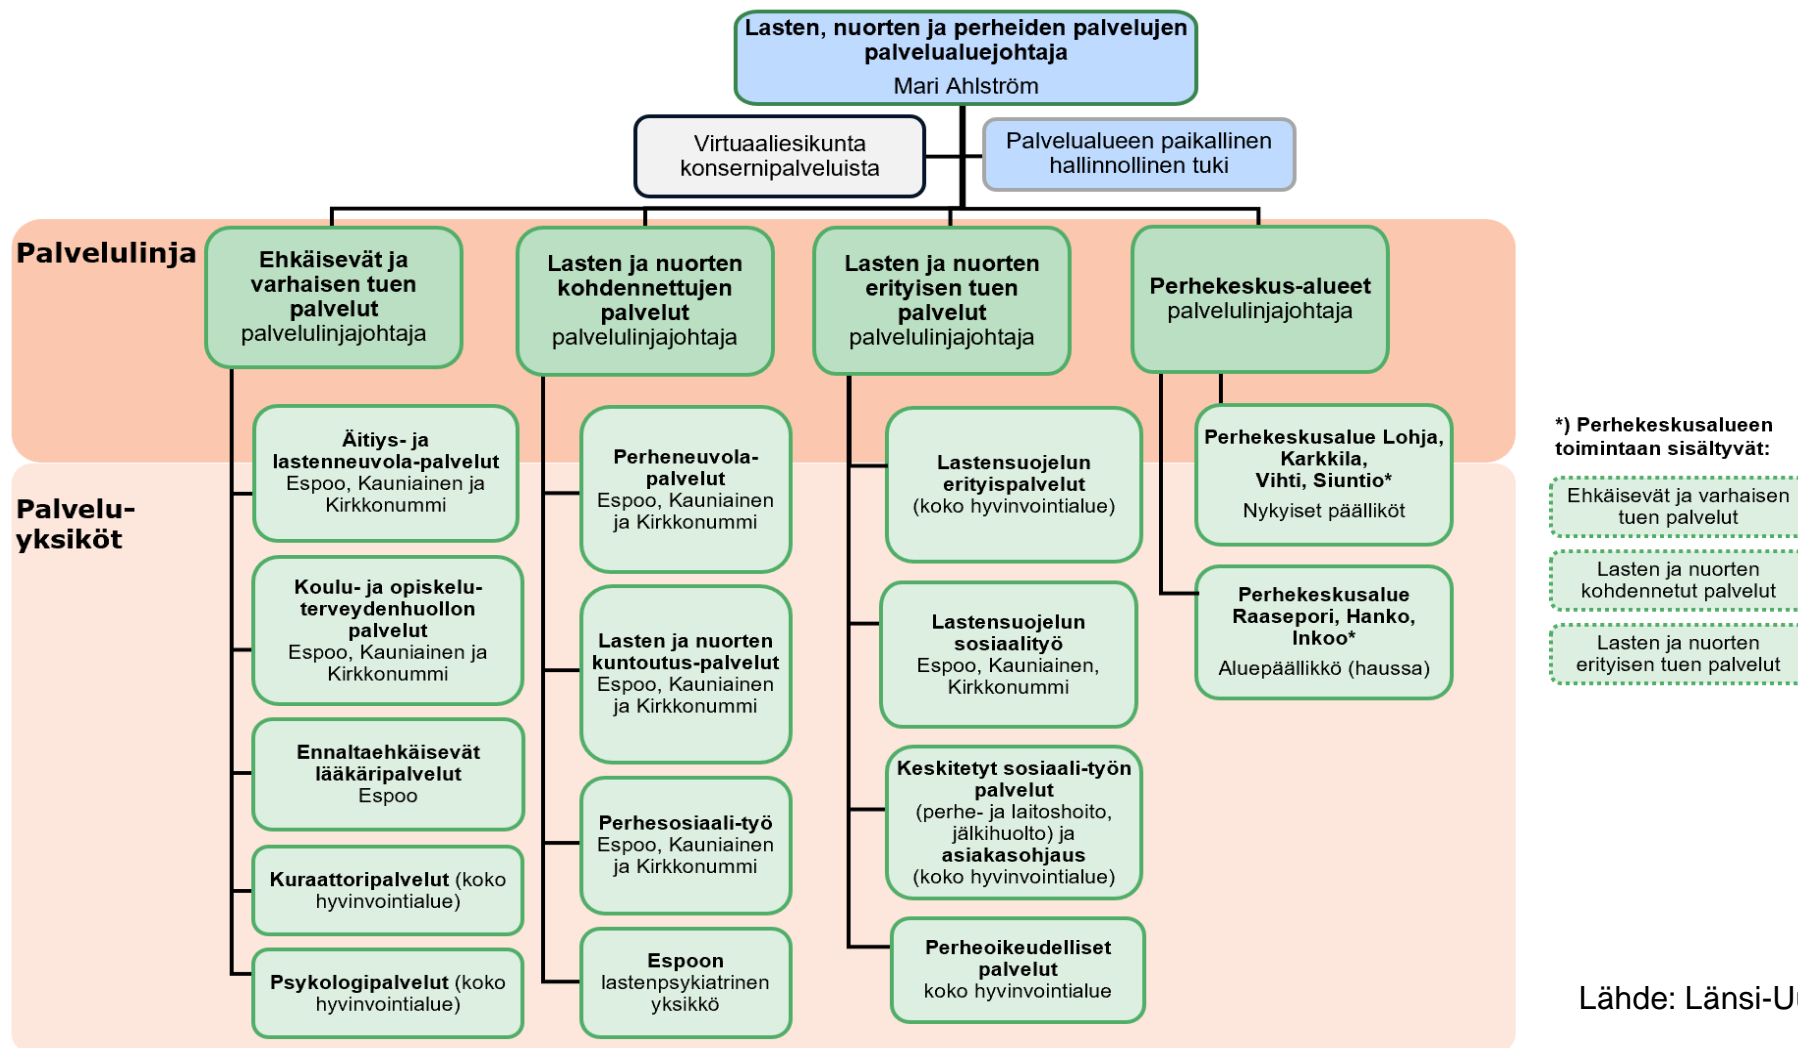 Lasten, nuorten ja perheiden palvelujen
palvelualuejohtaja
Mari Ahlström
Virtuaaliesikunta
konsernipalveluista
Palvelualueen paikallinen
hallinnollinen tuki
Palvelulinja
Ehkäisevät ja
varhaisen tuen
palvelut
palvelulinjajohtaja
Lasten ja nuorten
kohdennettujen
palvelut
palvelulinjajohtaja
Lasten ja nuorten
erityisen tuen
palvelut
palvelulinjajohtaja
Perhekeskus-alueet
palvelulinjajohtaja
Palvelu-
yksiköt
Äitiys- ja
lastenneuvola-palvelut
Espoo, Kauniainen ja
Kirkkonummi
Koulu- ja opiskelu-
terveydenhuollon
palvelut
Espoo, Kauniainen ja
Kirkkonummi
Ennaltaehkäisevät
lääkäripalvelut
Espoo
Kuraattoripalvelut (koko
hyvinvointialue)
Psykologipalvelut (koko
hyvinvointialue)
Perheneuvola-
palvelut
Espoo, Kauniainen
ja Kirkkonummi
Lasten ja nuorten
kuntoutus-palvelut
Espoo, Kauniainen
ja Kirkkonummi
Perhesosiaali-työ
Espoo, Kauniainen
ja Kirkkonummi
Espoon
lastenpsykiatrinen
yksikkö
Lastensuojelun
erityispalvelut
(koko hyvinvointialue)
Lastensuojelun
sosiaalityö
Espoo, Kauniainen,
Kirkkonummi
Keskitetyt sosiaali-työn
palvelut
(perhe- ja laitoshoito,
jälkihuolto) ja
asiakasohjaus
(koko hyvinvointialue)
Perheoikeudelliset
palvelut
koko hyvinvointialue
Perhekeskusalue Lohja,
Karkkila,
Vihti, Siuntio*
Nykyiset päälliköt
Perhekeskusalue
Raasepori, Hanko,
Inkoo*
Aluepäällikkö (haussa)
*) Perhekeskusalueen
toimintaan sisältyvät:
Ehkäisevät ja varhaisen
tuen palvelut
Lasten ja nuorten
kohdennetut palvelut
Lasten ja nuorten
erityisen tuen palvelut
Lähde: Länsi-